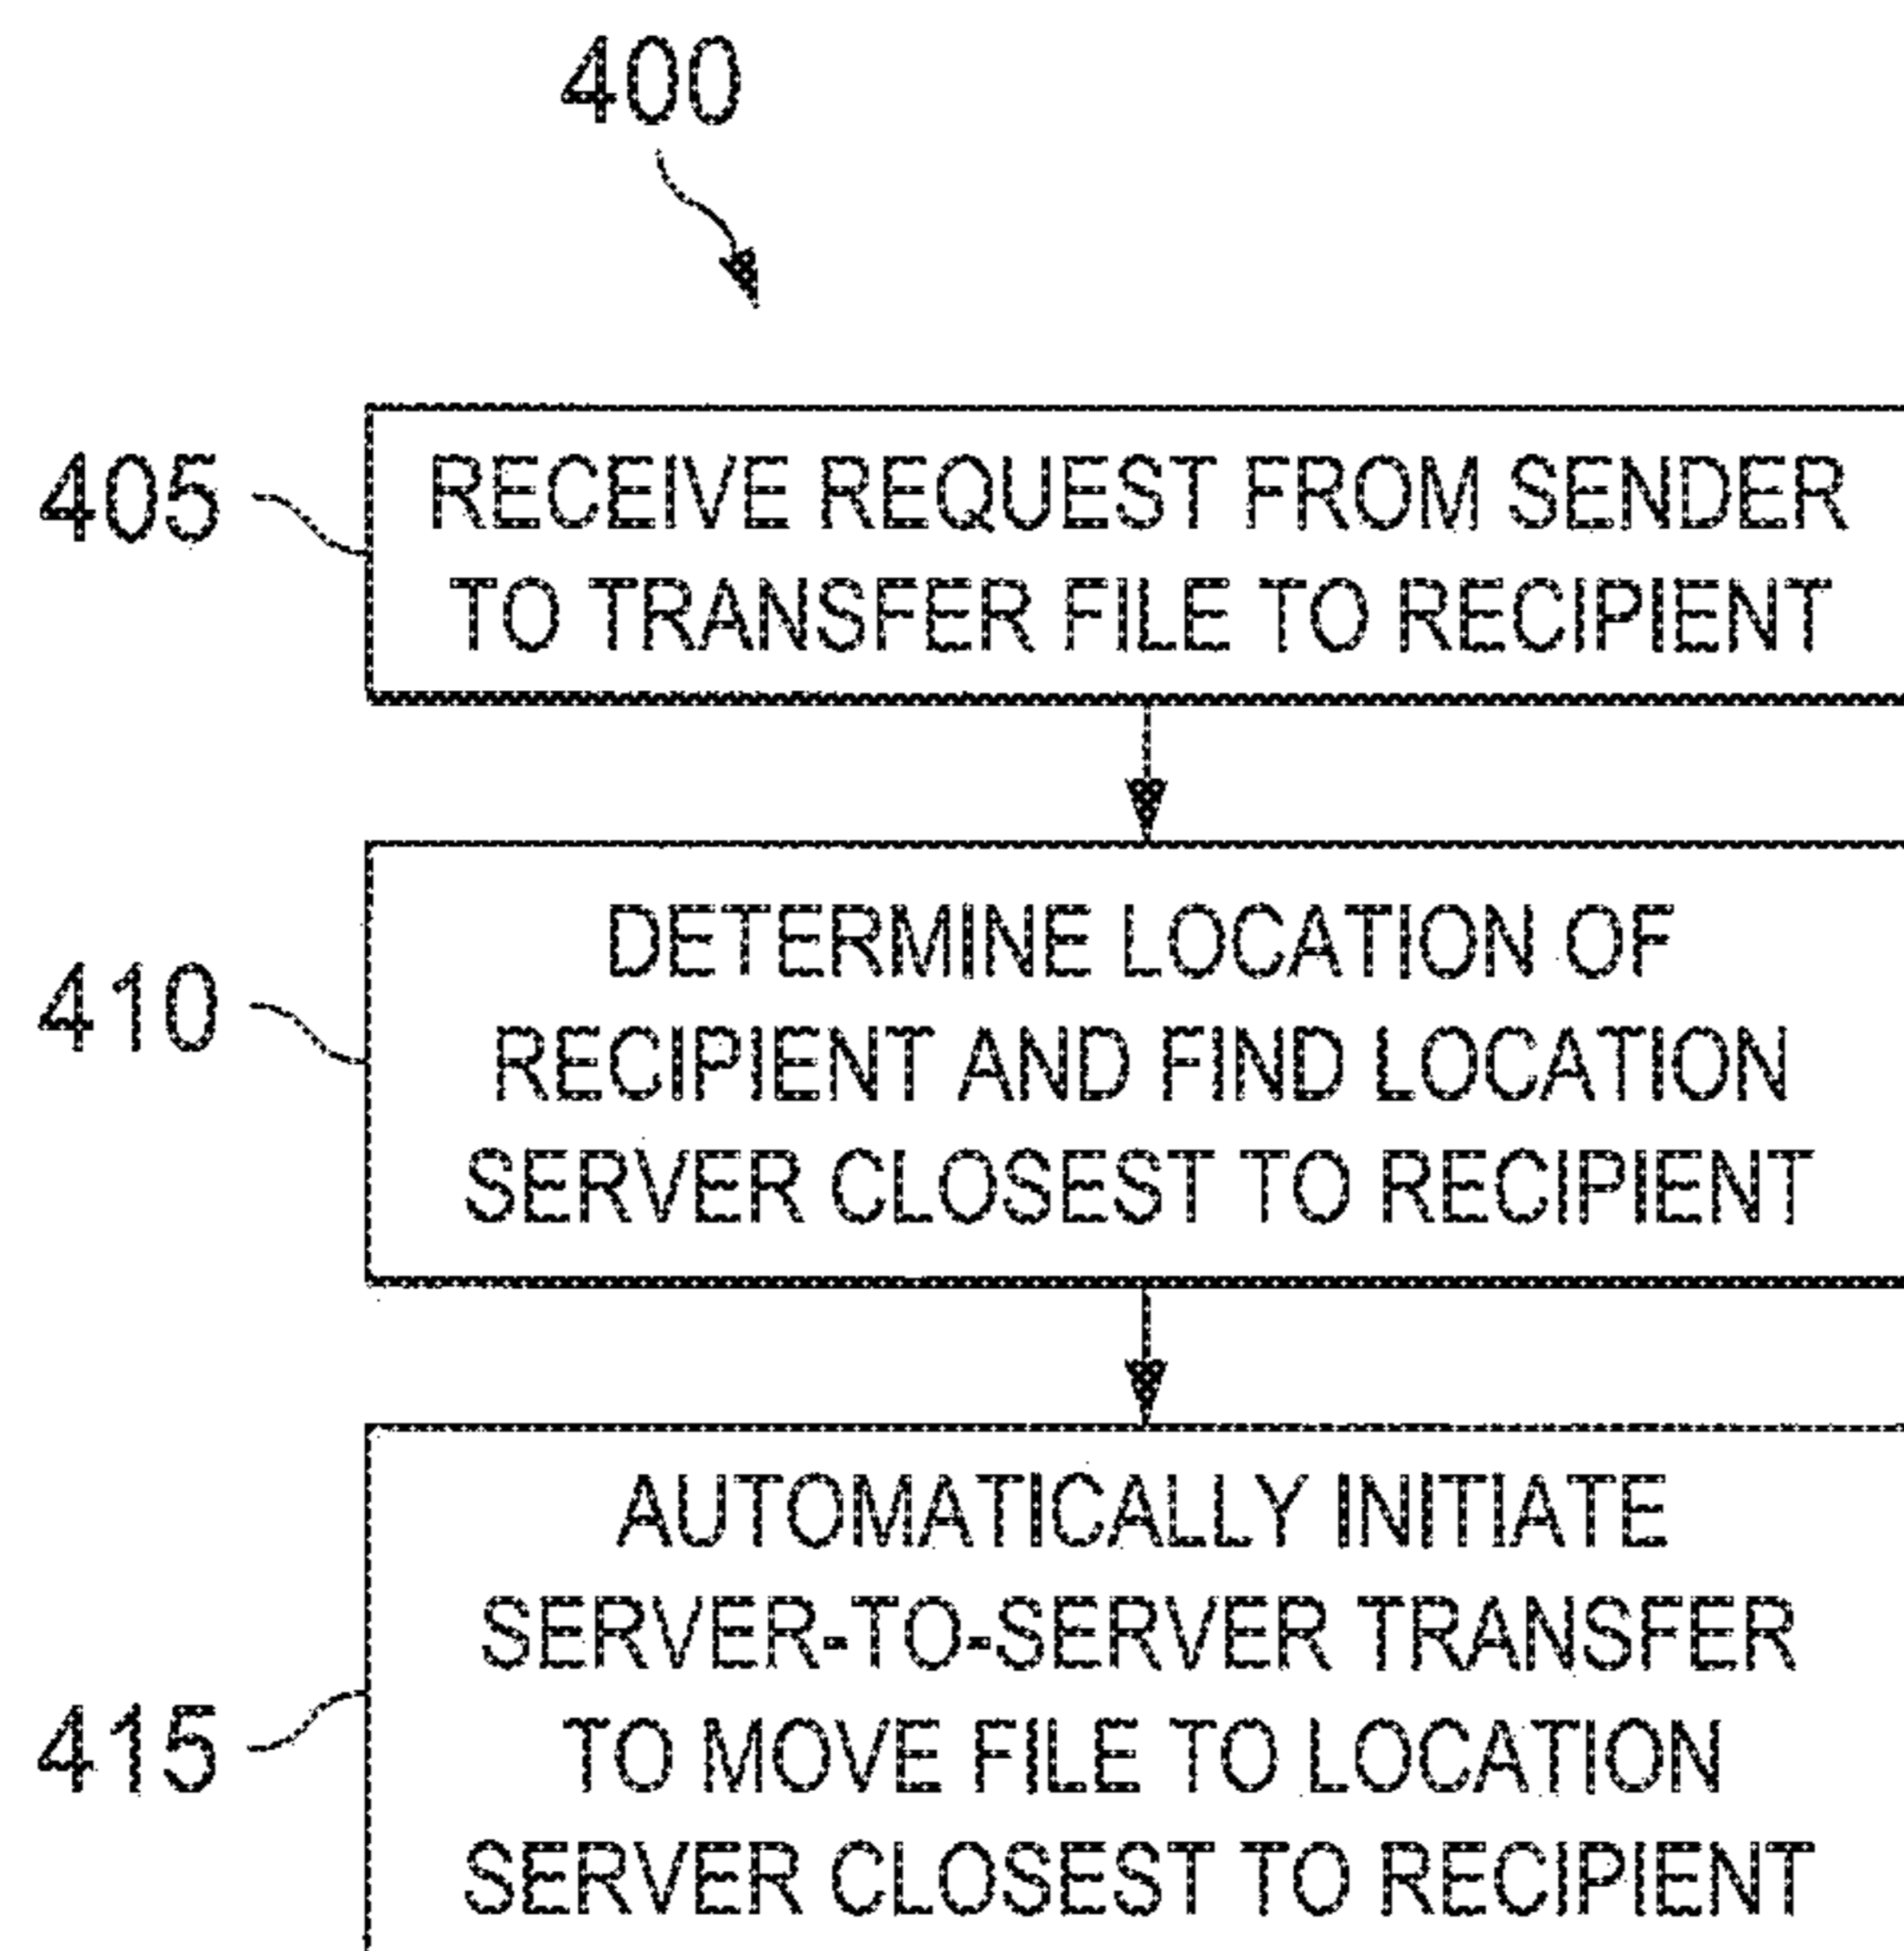 400
405
RECEIVE REQUEST FROM SENDER
TO TRANSFER FILE TO RECIPIENT
410
DETERMINE LOCATION OF
RECIPIENT AND FIND LOCATION
SERVER CLOSEST TO RECIPIENT
415
AUTOMATICALLY INITIATE
SERVER-TO-SERVER TRANSFER
TO MOVE FILE TO LOCATION
SERVER CLOSEST TO RECIPIENT